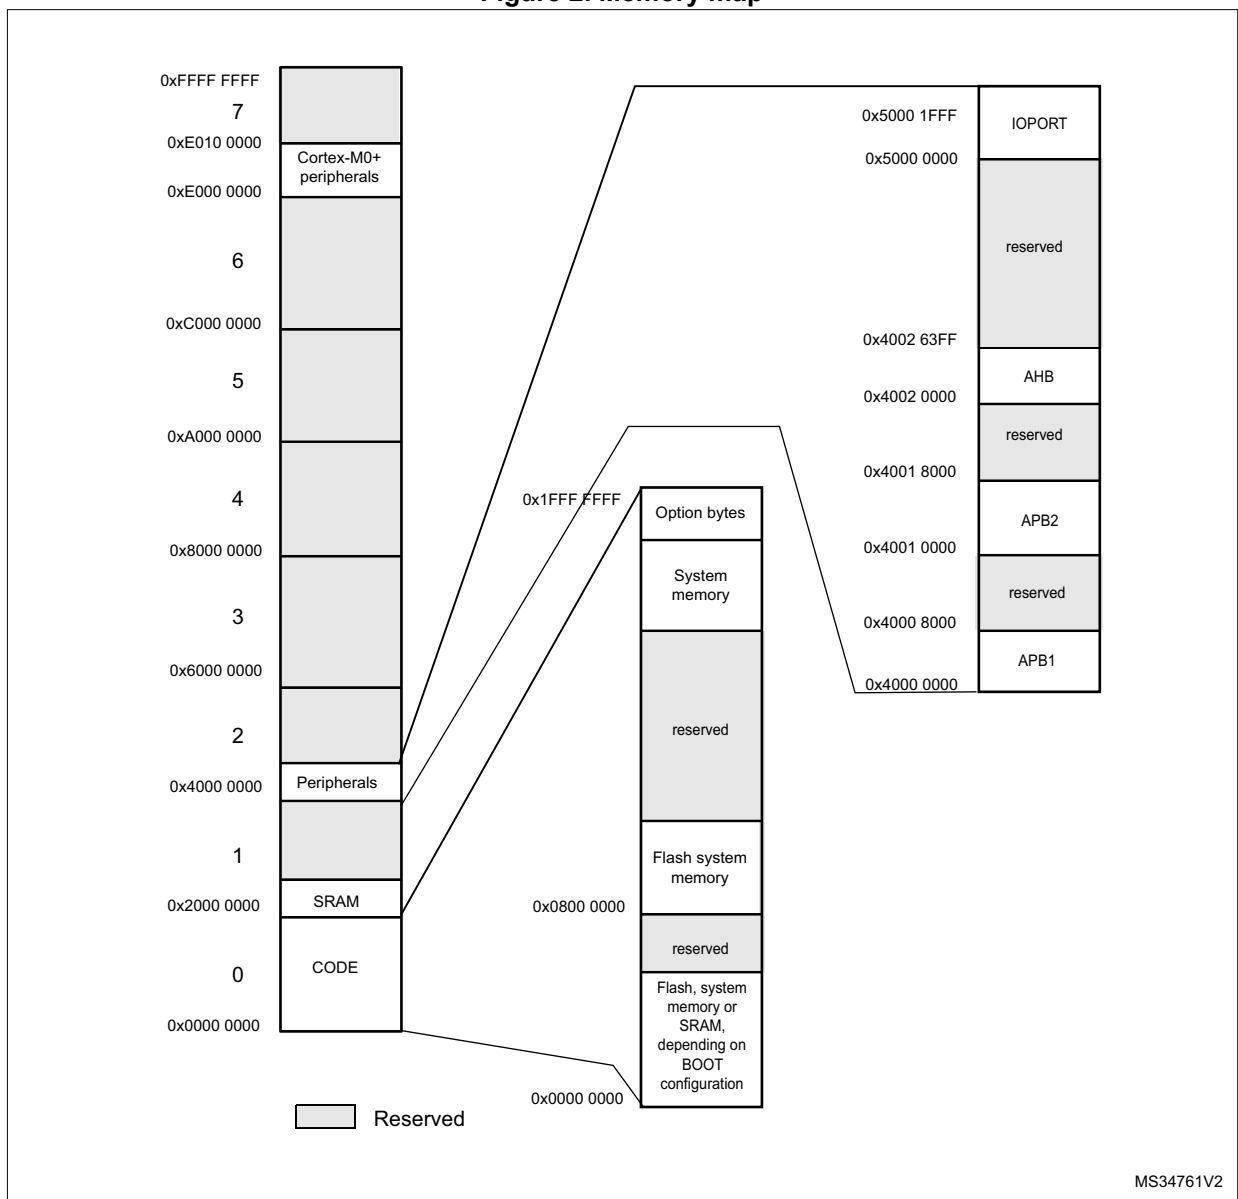 0xFFFF FFFF
7
0xE010 0000
Cortex-M0+
peripherals
0xE000 0000
6
0xC000 0000
5
0xA000 0000
4
0x8000 0000
3
0x6000 0000
2
Peripherals
0x4000 0000
1
SRAM
0x2000 0000
CODE
0
0x0000 0000
Reserved
0x1FFF FFFF
Option bytes
System
memory
reserved
Flash system
memory
0x0800 0000
reserved
Flash, system
memory or
SRAM,
depending on
BOOT
configuration
0x0000 0000
0x5000 1FFF
IOPORT
0x5000 0000
reserved
0x4002 63FF
AHB
0x4002 0000
reserved
0x4001 8000
APB2
0x4001 0000
reserved
0x4000 8000
APB1
0x4000 0000
MS34761V2